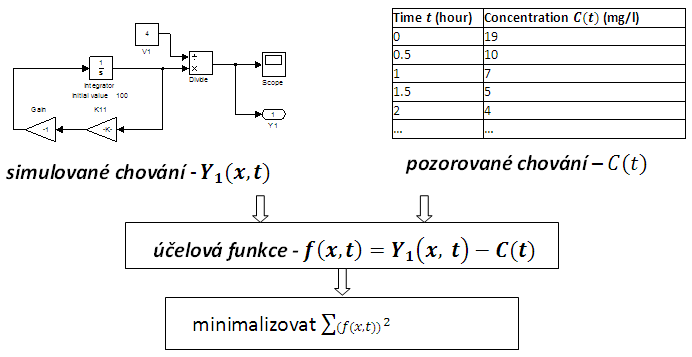 4
V1
÷
×
Divide
1
s
Integrator
Initial value 100
Scope
1
Y1
Gain
-1
K11
-K-
Time t (hour) Concentration C(t) (mg/l)
0 19
0.5 10
1 7
1.5 5
2 4
... ...
simulované chování - Y₁(x,t)
pozorované chování – C(t)
účelová funkce - f(x,t) = Y₁(x, t) − C(t)
minimalizovat ∑(f(x,t))²